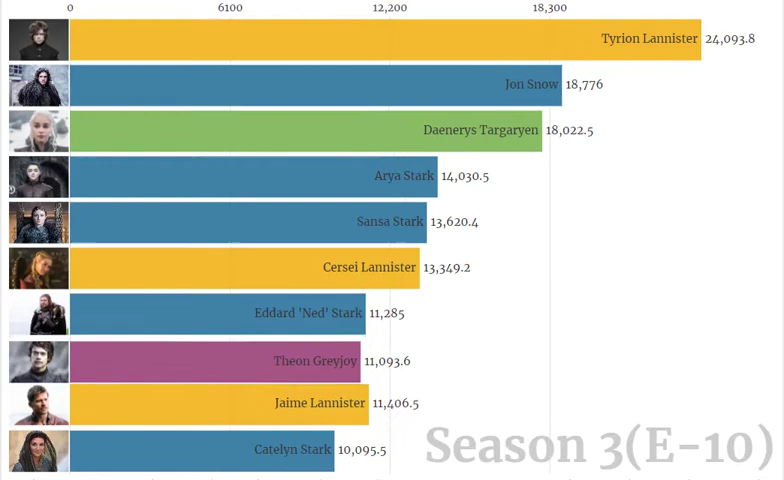 0 6100 12,200 18,300
Tyrion Lannister 24,093.8
Jon Snow 18,776
Daenerys Targaryen 18,022.5
Arya Stark 14,030.5
Sansa Stark 13,620.4
Cersei Lannister 13,349.2
Eddard 'Ned' Stark 11,285
Theon Greyjoy 11,093.6
Jaime Lannister 11,406.5
Catelyn Stark 10,095.5
Season 3(E-10)